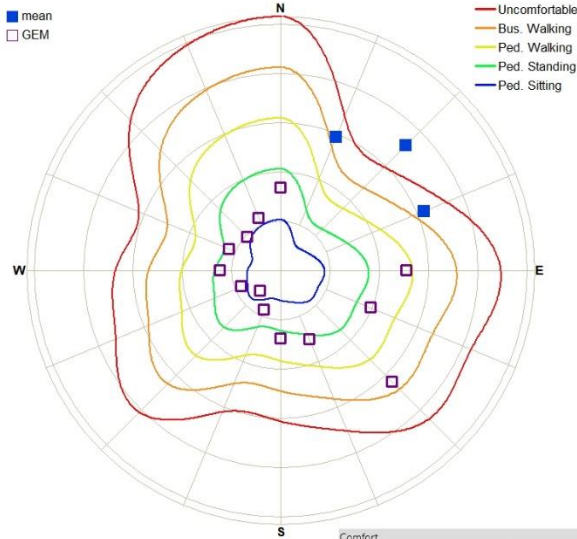 mean
GEM
N
Uncomfortable
Bus. Walking
Ped. Walking
Ped. Standing
Ped. Sitting
W
E
S
Comfort